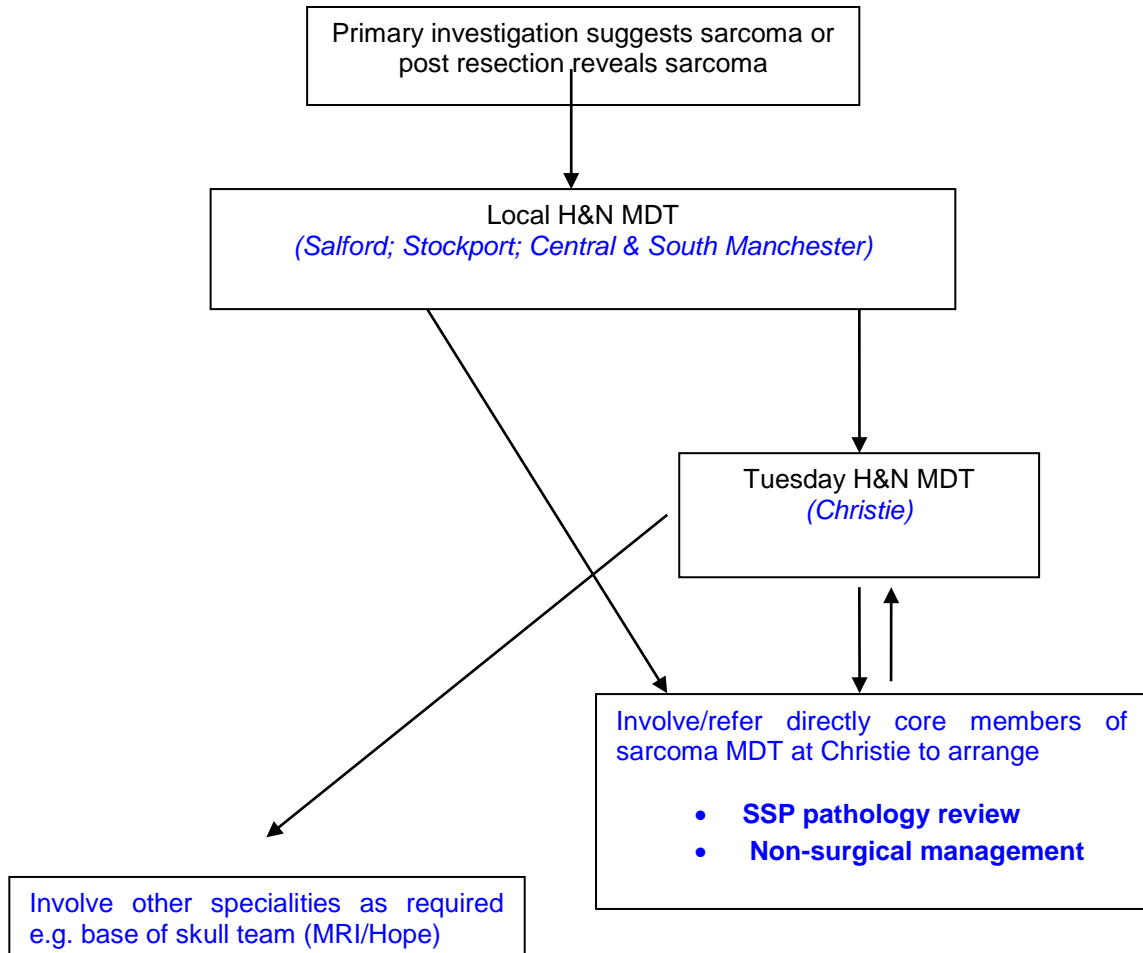 Primary investigation suggests sarcoma or
post resection reveals sarcoma
Local H&N MDT
(Salford; Stockport; Central & South Manchester)
Tuesday H&N MDT
(Christie)
Involve/refer directly core members of
sarcoma MDT at Christie to arrange
• SSP pathology review
• Non-surgical management
Involve other specialities as required
e.g. base of skull team (MRI/Hope)